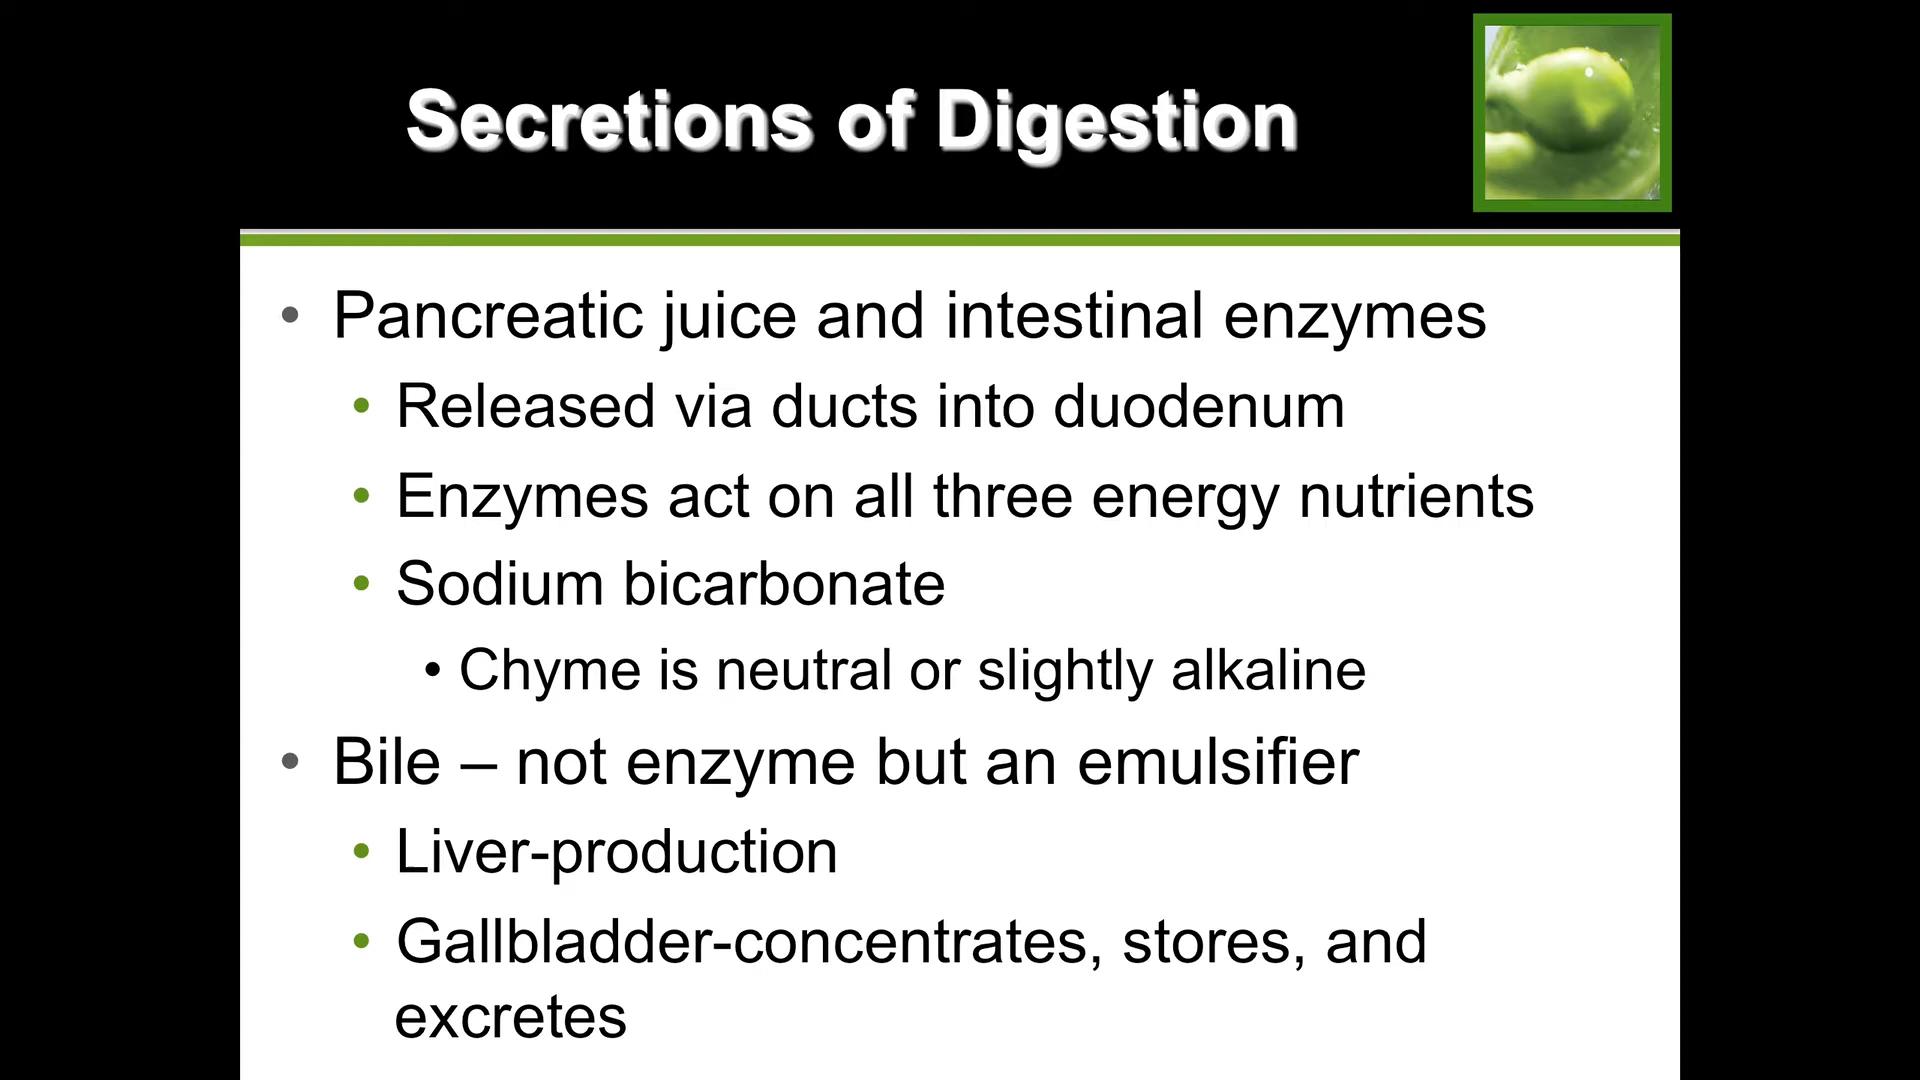 Secretions of Digestion
• Pancreatic juice and intestinal enzymes
• Released via ducts into duodenum
• Enzymes act on all three energy nutrients
• Sodium bicarbonate
• Chyme is neutral or slightly alkaline
• Bile – not enzyme but an emulsifier
• Liver-production
• Gallbladder-concentrates, stores, and
excretes